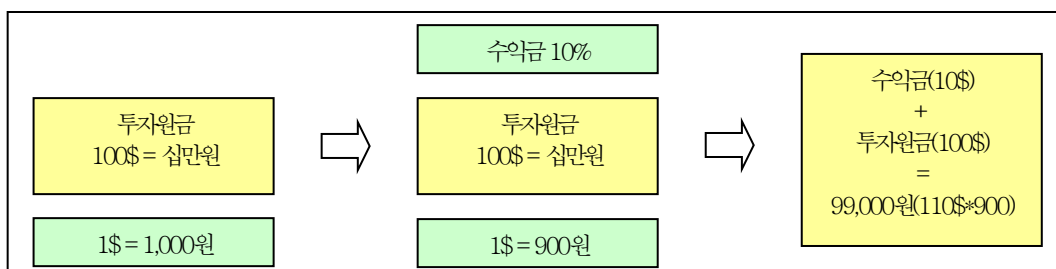 투자원금
100$ = 십만원
1$ = 1,000원
수익금 10%
투자원금
100$ = 십만원
1$ = 900원
수익금(10$)
+
투자원금(100$)
=
99,000원(110$*900)